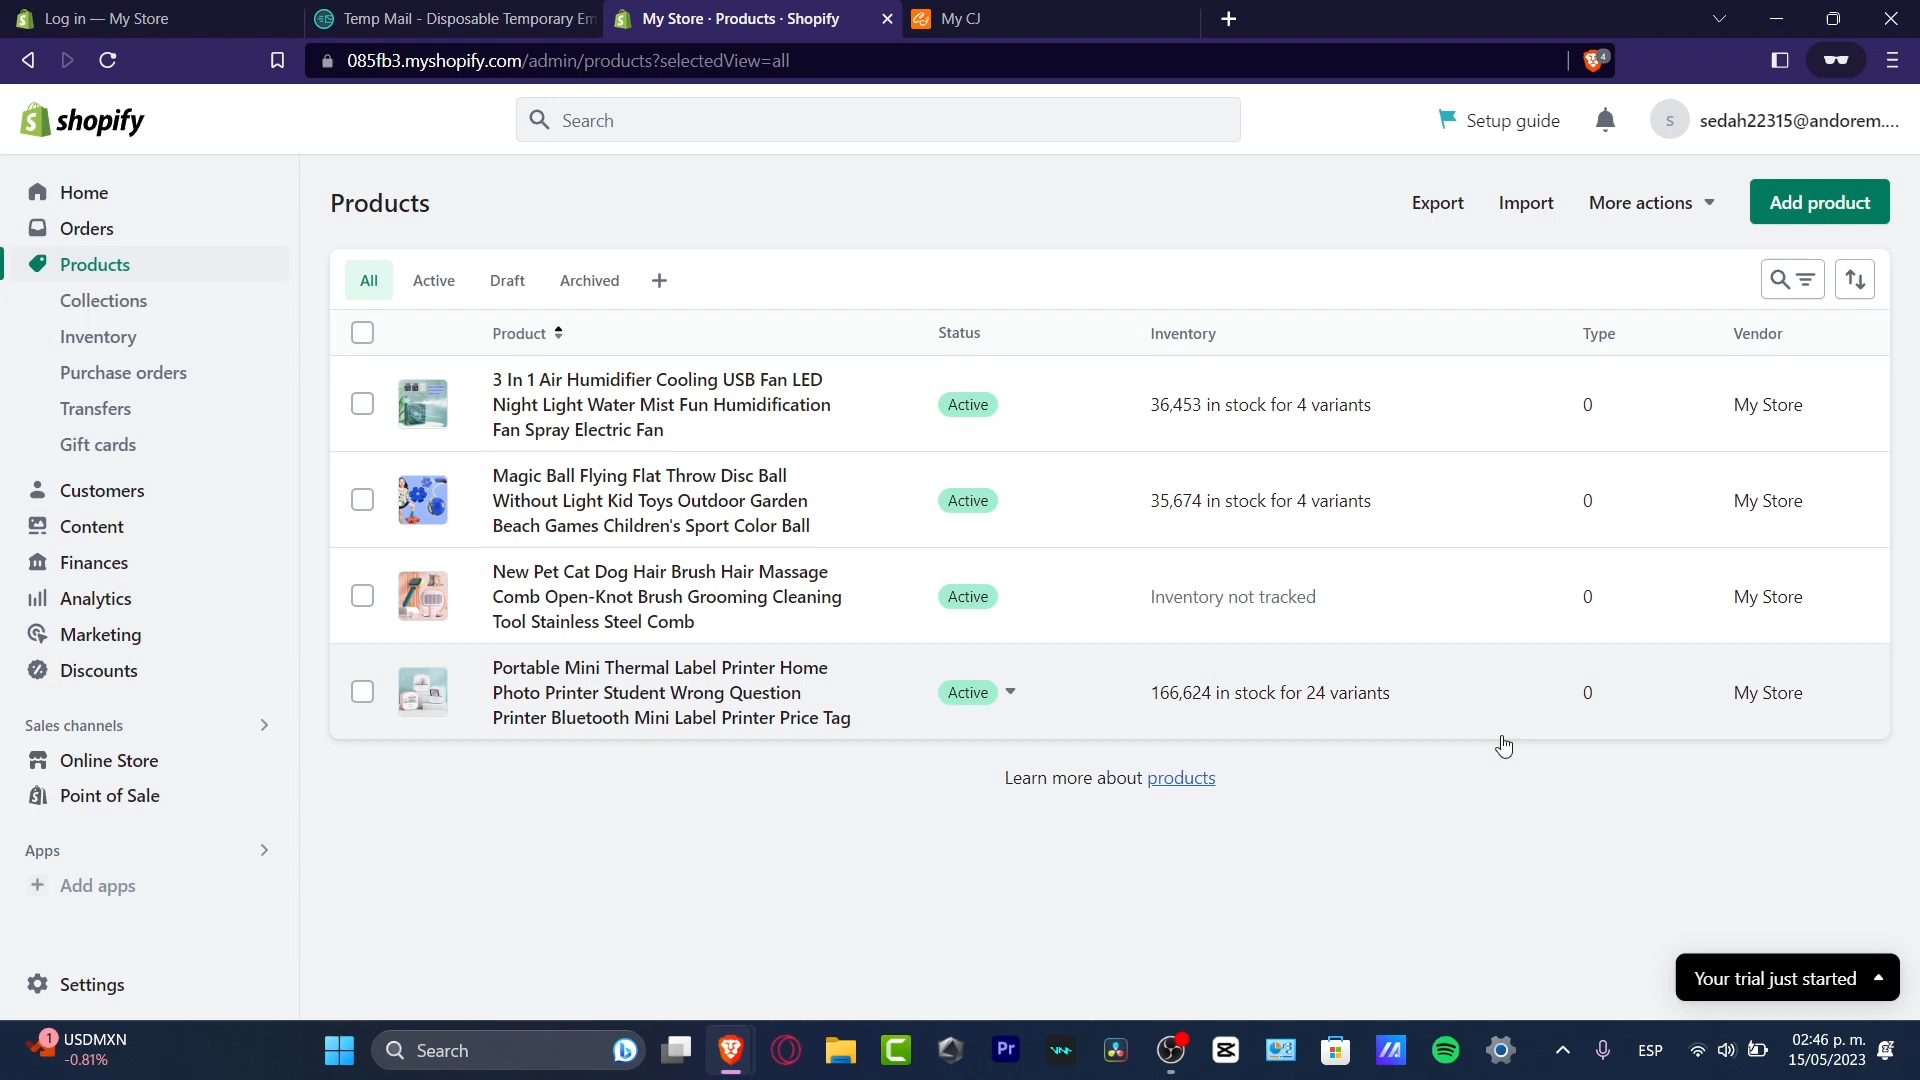 Log in — My Store
Temp Mail - Disposable Temporary Em
My Store · Products · Shopify
My CJ
085fb3.myshopify.com/admin/products?selectedView=all
4
shopify
Search
Setup guide
s
sedah22315@andorem....
Home
Orders
Products
Collections
Inventory
Purchase orders
Transfers
Gift cards
Customers
Content
Finances
Analytics
Marketing
Discounts
Sales channels
Online Store
Point of Sale
Apps
Add apps
Settings
Products
Export
Import
More actions
Add product
All
Active
Draft
Archived
Product
Status
Inventory
Type
Vendor
3 In 1 Air Humidifier Cooling USB Fan LED
Night Light Water Mist Fun Humidification
Fan Spray Electric Fan
Active
36,453 in stock for 4 variants
0
My Store
Magic Ball Flying Flat Throw Disc Ball
Without Light Kid Toys Outdoor Garden
Beach Games Children's Sport Color Ball
Active
35,674 in stock for 4 variants
0
My Store
New Pet Cat Dog Hair Brush Hair Massage
Comb Open-Knot Brush Grooming Cleaning
Tool Stainless Steel Comb
Active
Inventory not tracked
0
My Store
Portable Mini Thermal Label Printer Home
Photo Printer Student Wrong Question
Printer Bluetooth Mini Label Printer Price Tag
Active
166,624 in stock for 24 variants
0
My Store
Learn more about products
Your trial just started
1
USDMXN
-0.81%
Search
Pr
ESP
02:46 p. m.
15/05/2023